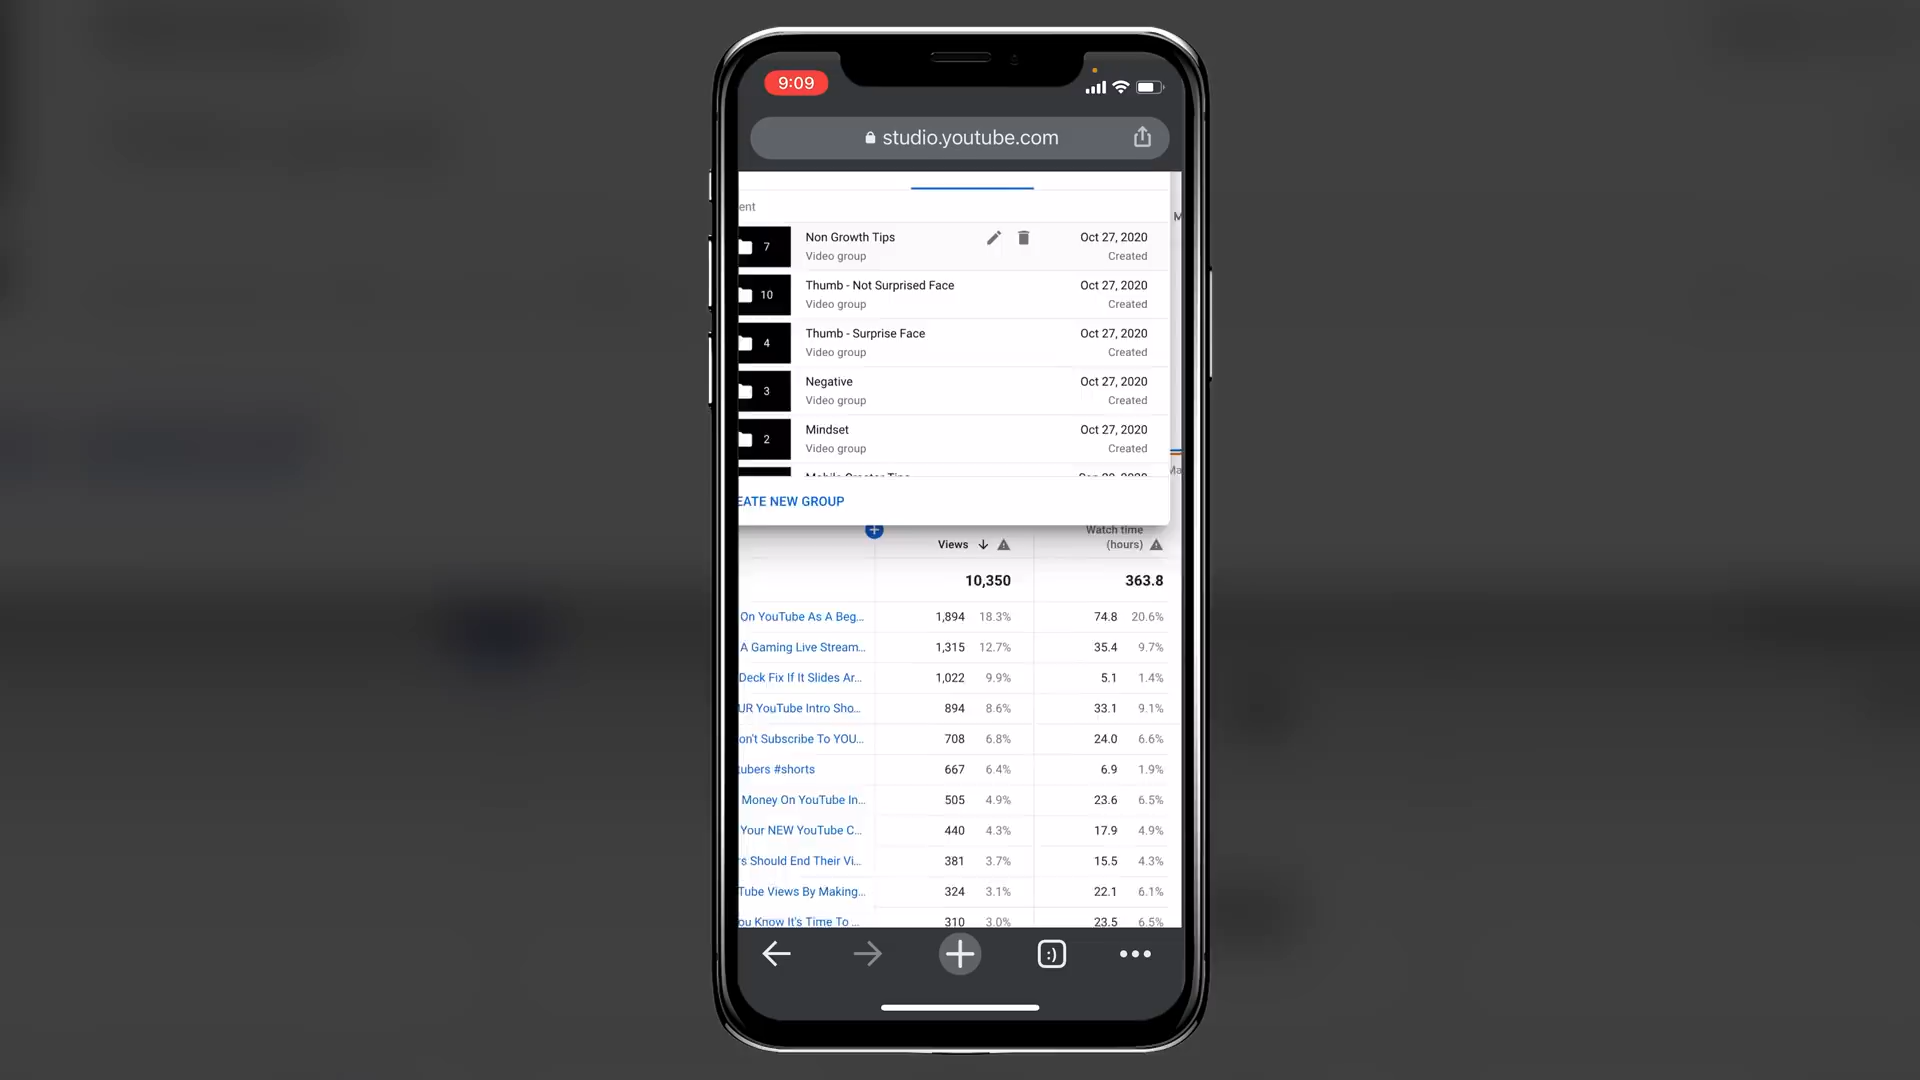 9:09
studio.youtube.com
ent
7 Non Growth Tips Oct 27, 2020
Video group Created
10 Thumb - Not Surprised Face Oct 27, 2020
Video group Created
4 Thumb - Surprise Face Oct 27, 2020
Video group Created
3 Negative Oct 27, 2020
Video group Created
2 Mindset Oct 27, 2020
Video group Created
M
Ma
EATE NEW GROUP
Watch time
Views (hours)
10,350 363.8
On YouTube As A Beg... 1,894 18.3% 74.8 20.6%
A Gaming Live Stream... 1,315 12.7% 35.4 9.7%
Deck Fix If It Slides Ar... 1,022 9.9% 5.1 1.4%
UR YouTube Intro Sho... 894 8.6% 33.1 9.1%
on't Subscribe To YOU... 708 6.8% 24.0 6.6%
tubers #shorts 667 6.4% 6.9 1.9%
Money On YouTube In... 505 4.9% 23.6 6.5%
Your NEW YouTube C... 440 4.3% 17.9 4.9%
rs Should End Their Vi... 381 3.7% 15.5 4.3%
Tube Views By Making... 324 3.1% 22.1 6.1%
ou Know It's Time To ... 310 3.0% 23.5 6.5%
:)